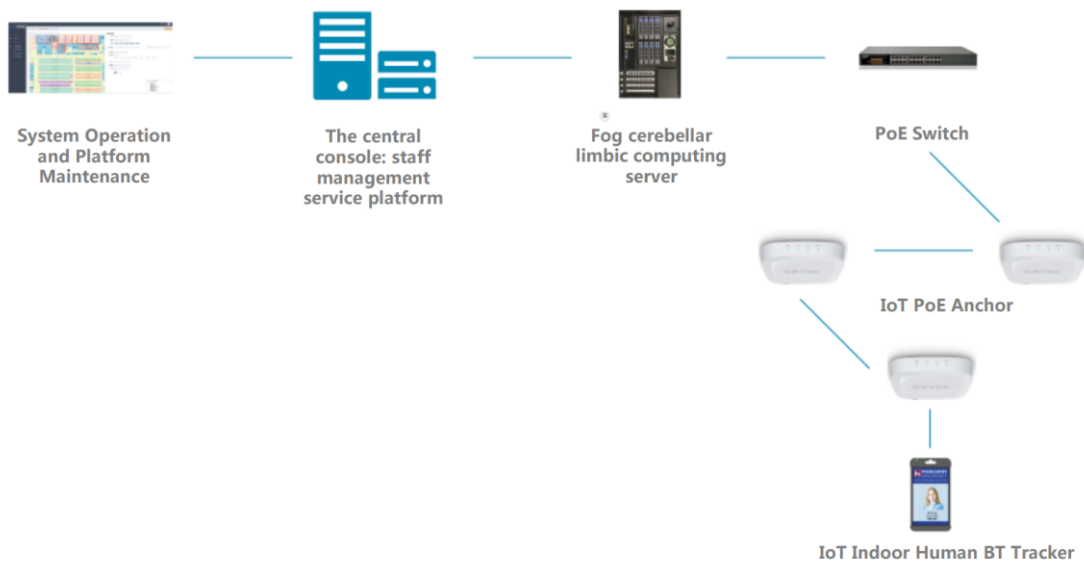 System Operation
and Platform
Maintenance
The central
console: staff
management
service platform
Fog cerebellar
limbic computing
server
PoE Switch
IoT PoE Anchor
FOXCONN
IoT Indoor Human BT Tracker